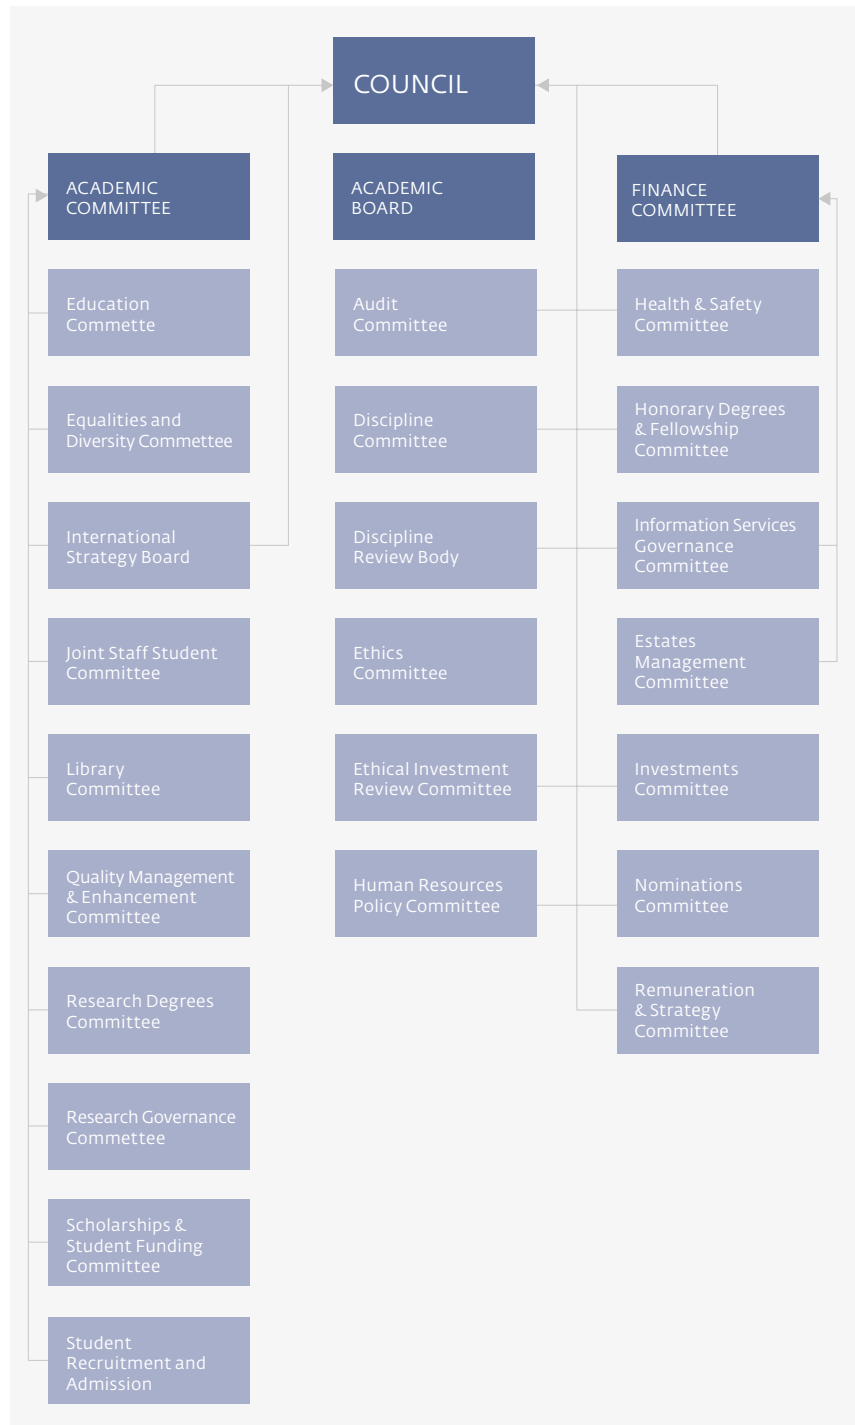 COUNCIL
ACADEMIC
COMMITTEE
ACADEMIC
BOARD
FINANCE
COMMITTEE
Education
Commette
Audit
Committee
Health & Safety
Committee
Equalities and
Diversity Commettee
Discipline
Committee
Honorary Degrees
& Fellowship
Committee
International
Strategy Board
Discipline
Review Body
Information Services
Governance
Committee
Joint Staff Student
Committee
Ethics
Committee
Estates
Management
Committee
Library
Committee
Ethical Investment
Review Committee
Investments
Committee
Quality Management
& Enhancement
Committee
Human Resources
Policy Committee
Nominations
Committee
Research Degrees
Committee
Remuneration
& Strategy
Committee
Research Governance
Commettee
Scholarships &
Student Funding
Committee
Student
Recruitment and
Admission